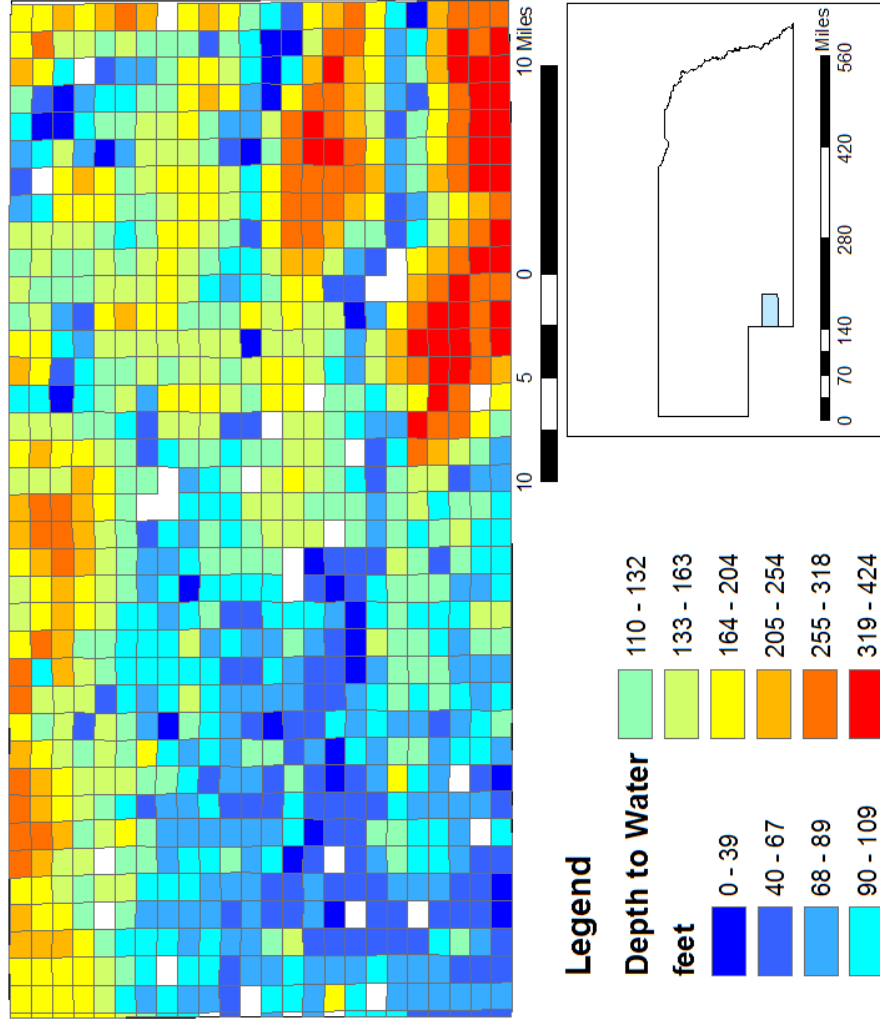 10 5 0 10 Miles
Legend
Depth to Water
feet
0 - 39
40 - 67
68 - 89
90 - 109
110 - 132
133 - 163
164 - 204
205 - 254
255 - 318
319 - 424
0 70 140 280 420 560 Miles